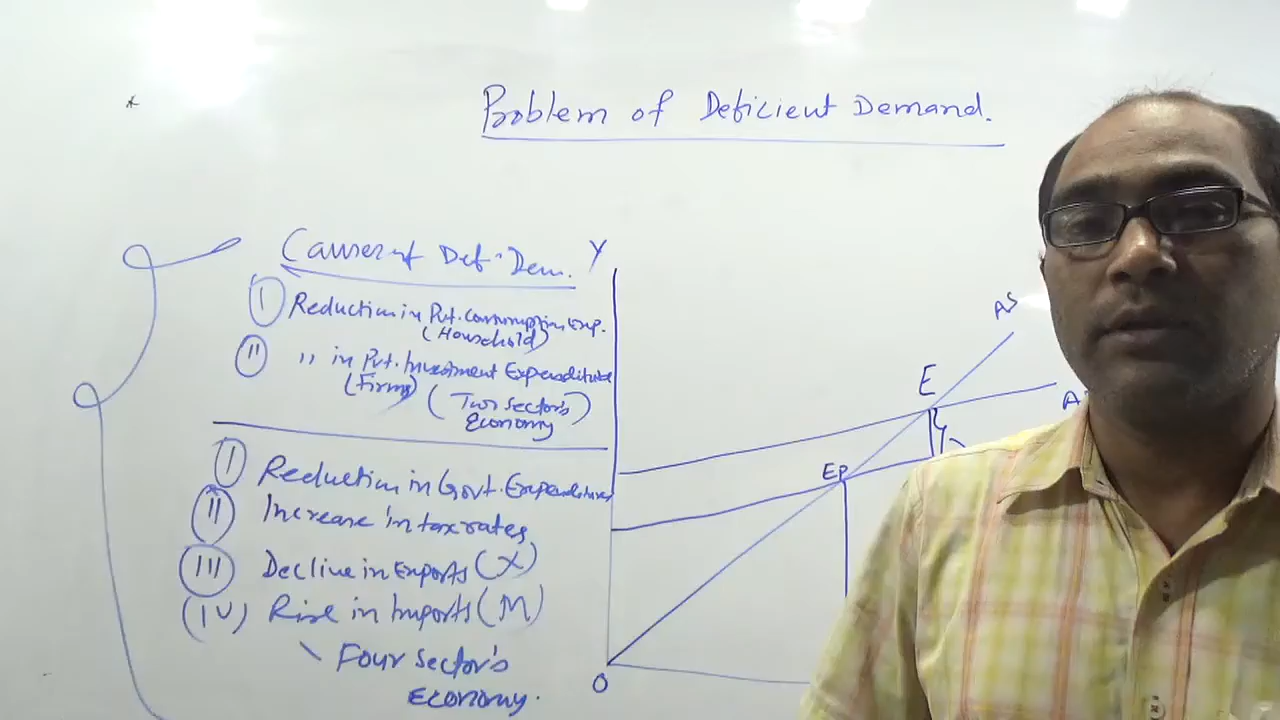 Problem of Deficient Demand.
Causes of Def. Dem.
I Reduction in Pvt. Consumption Exp.
(Household)
II " in Pvt. Investment Expenditure
(Firms) (Two Sector's
Economy)
I Reduction in Govt. Expenditures
II Increase in tax rates
III Decline in Exports (X)
(IV) Rise in Imports (M)
Four Sector's
Economy.
Y
AS
E
A
EP
O